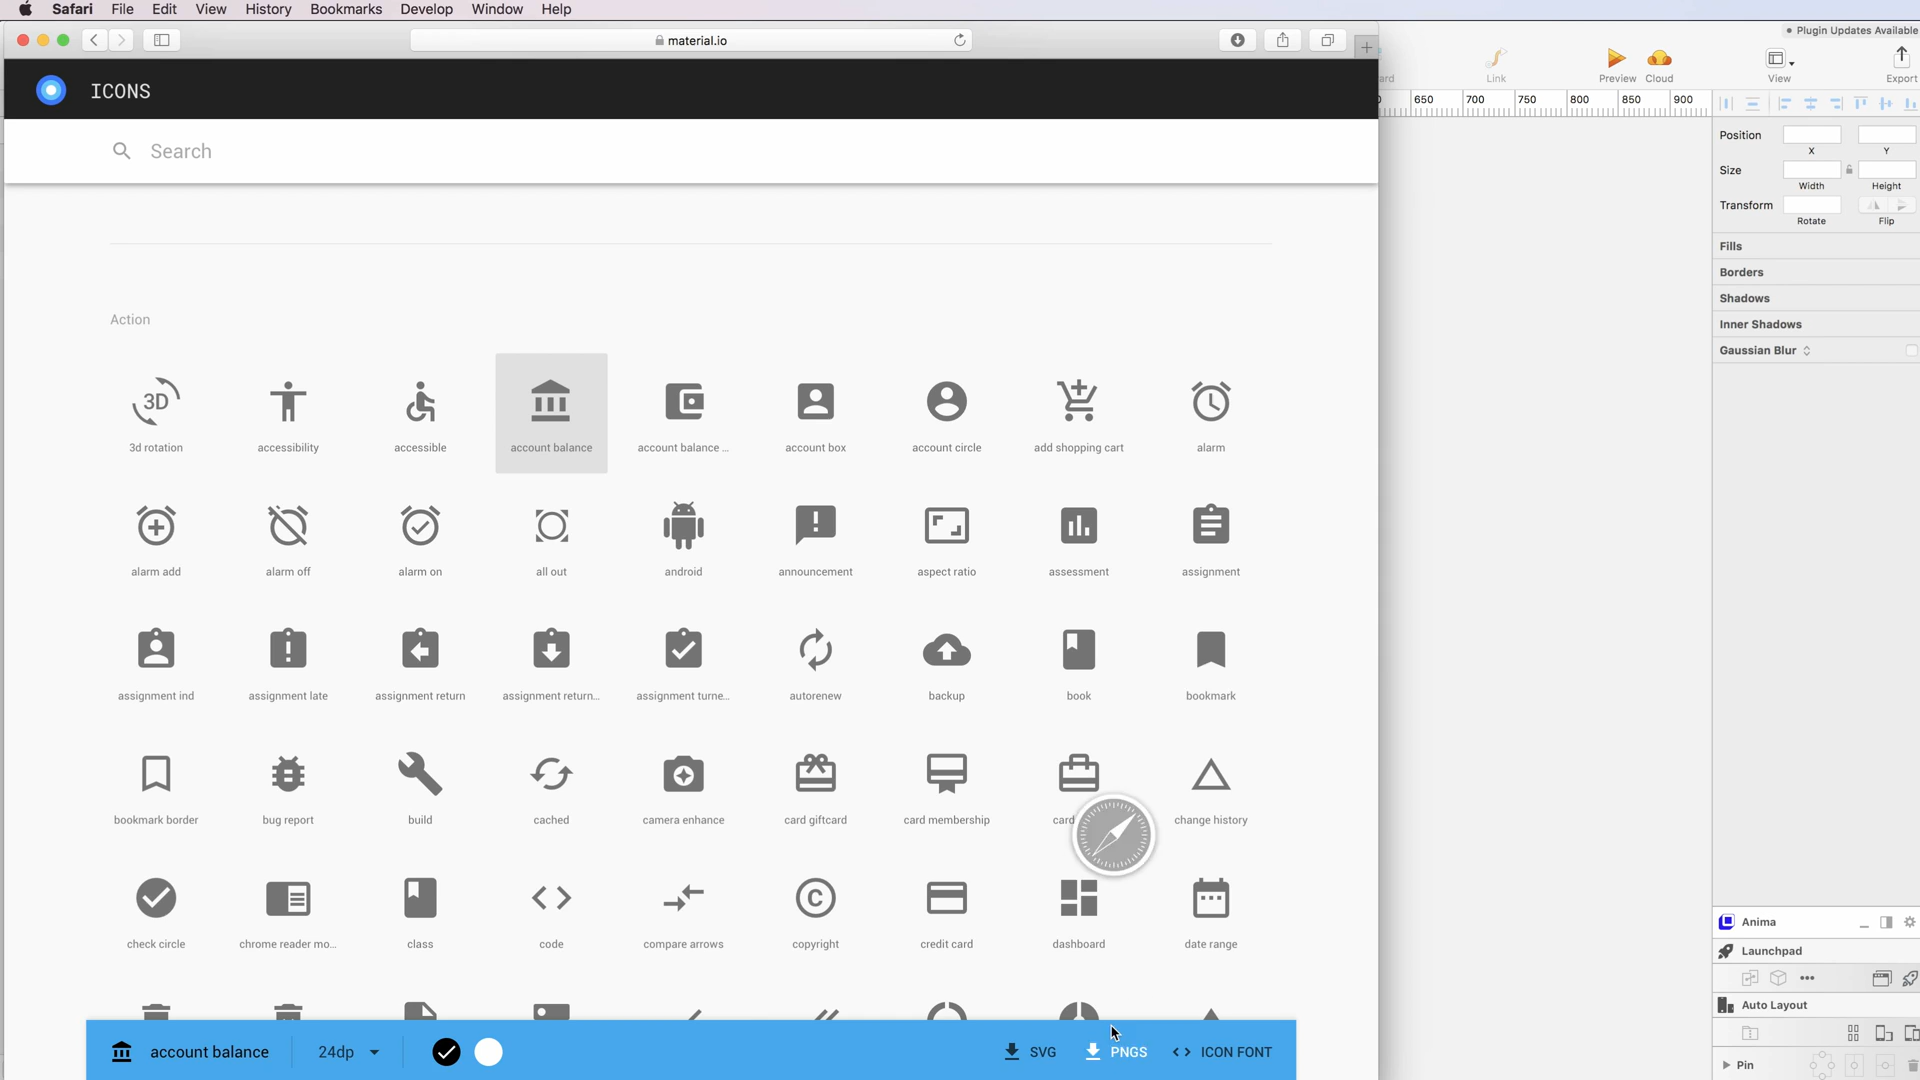 Safari File Edit View History Bookmarks Develop Window Help
Plugin Updates Available
material.io
ard Link Preview Cloud View Export
650 700 750 800 850 900
ICONS
Search
Position
X Y
Size
Width Height
Transform
Rotate Flip
Fills
Borders
Shadows
Inner Shadows
Gaussian Blur
Action
3D
3d rotation accessibility accessible account balance account balance ... account box account circle add shopping cart alarm
alarm add alarm off alarm on all out android announcement aspect ratio assessment assignment
assignment ind assignment late assignment return assignment return... assignment turne... autorenew backup book bookmark
bookmark border bug report build cached camera enhance card giftcard card membership card change history
check circle chrome reader mo... class code compare arrows copyright credit card dashboard date range
account balance 24dp SVG PNGS ICON FONT
Anima
Launchpad
Auto Layout
Pin